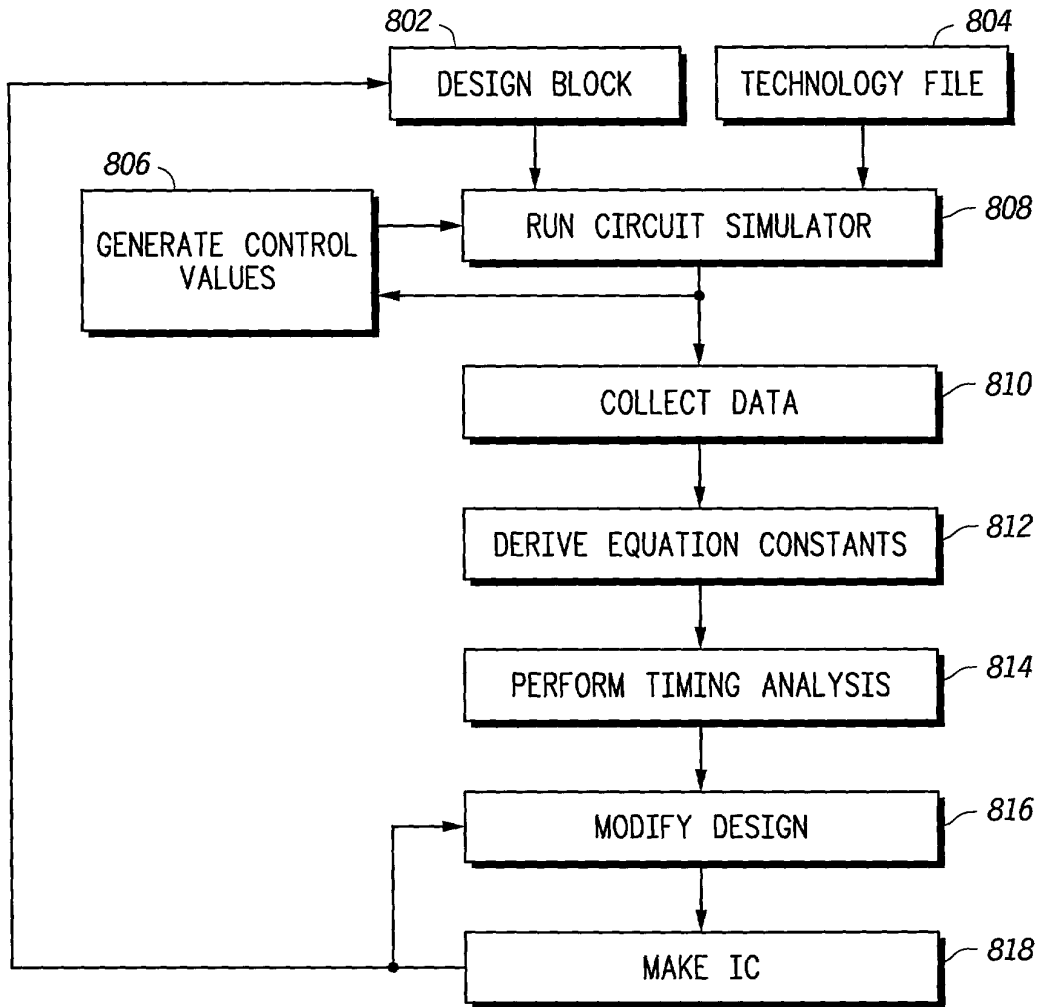 802
804
DESIGN BLOCK
TECHNOLOGY FILE
806
GENERATE CONTROL
VALUES
RUN CIRCUIT SIMULATOR
808
COLLECT DATA
810
DERIVE EQUATION CONSTANTS
812
PERFORM TIMING ANALYSIS
814
MODIFY DESIGN
816
MAKE IC
818